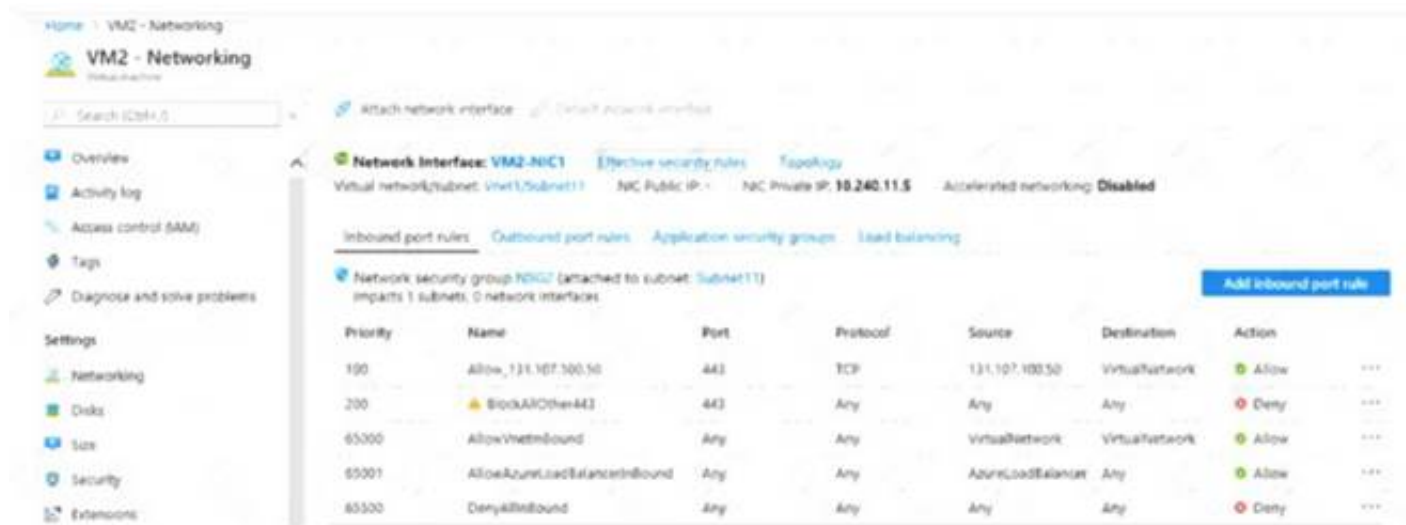 Home > VM2 - Networking
VM2 - Networking
Virtual machine
Search (Ctrl+/)
Attach network interface Detach network interface
Overview
Activity log
Access control (IAM)
Tags
Diagnose and solve problems
Settings
Networking
Disks
Size
Security
Extensions
Network Interface: VM2-NIC1 Effective security rules Topology
Virtual network/subnet: Vnet1/Subnet11 NIC Public IP: - NIC Private IP: 10.240.11.5 Accelerated networking: Disabled
Inbound port rules Outbound port rules Application security groups Load balancing
Network security group NSG2 (attached to subnet: Subnet11)
Impacts 1 subnets, 0 network interfaces
Add inbound port rule
Priority Name Port Protocol Source Destination Action
100 Allow_131.107.100.50 443 TCP 131.107.100.50 VirtualNetwork Allow ...
200 BlockAllOther443 443 Any Any Any Deny ...
65000 AllowVnetInBound Any Any VirtualNetwork VirtualNetwork Allow ...
65001 AllowAzureLoadBalancerInBound Any Any AzureLoadBalancer Any Allow ...
65500 DenyAllInBound Any Any Any Any Deny ...